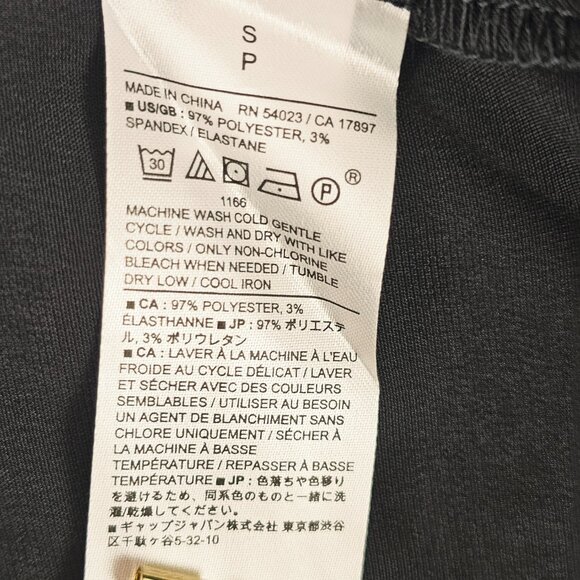 S
P
MADE IN CHINA RN 54023 / CA 17897
■ US/GB : 97% POLYESTER, 3%
SPANDEX / ELASTANE
30 P ®
1166
MACHINE WASH COLD GENTLE
CYCLE / WASH AND DRY WITH LIKE
COLORS / ONLY NON-CHLORINE
BLEACH WHEN NEEDED / TUMBLE
DRY LOW / COOL IRON
■ CA : 97% POLYESTER, 3%
ÉLASTHANNE ■ JP : 97% ポリエステ
ル, 3% ポリウレタン
■ CA : LAVER À LA MACHINE À L'EAU
FROIDE AU CYCLE DÉLICAT / LAVER
ET SÉCHER AVEC DES COULEURS
SEMBLABLES / UTILISER AU BESOIN
UN AGENT DE BLANCHIMENT SANS
CHLORE UNIQUEMENT / SÉCHER À
LA MACHINE À BASSE
TEMPÉRATURE / REPASSER À BASSE
TEMPÉRATURE ■ JP : 色落ちや色移り
を避けるため、同系色のものと一緒に洗
濯/乾燥してください。
■ ギャップジャパン株式会社 東京都渋谷
区千駄ヶ谷5-32-10